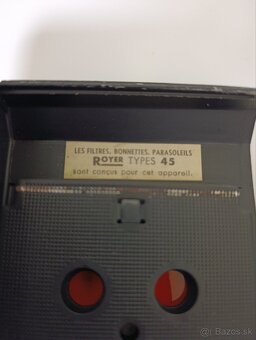 LES FILTRES, BONNETTES, PARASOLEILS
ROYER TYPES 45
sont conçus pour cet appareil.
Bazos.sk